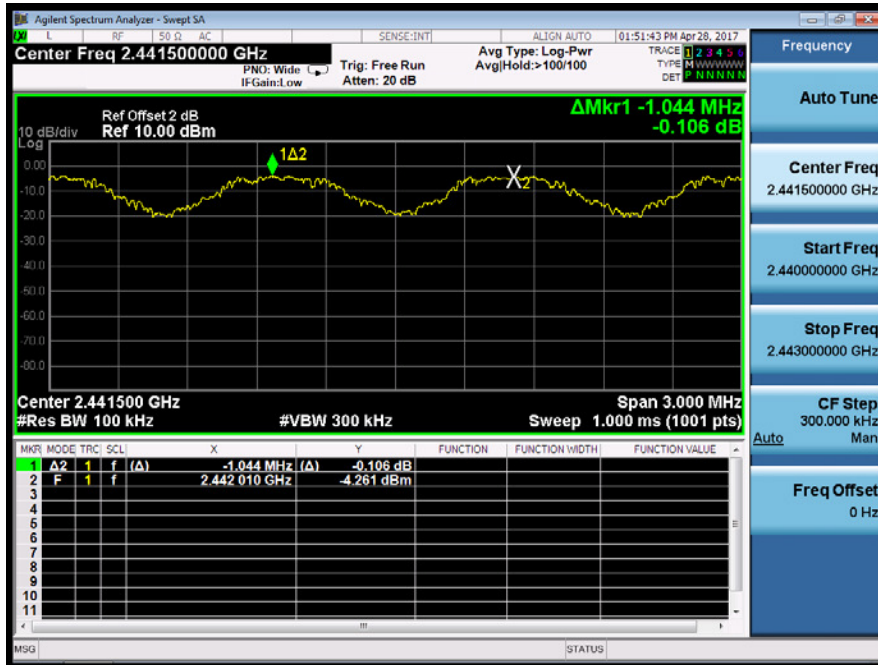 Agilent Spectrum Analyzer - Swept SA
LXI L RF 50 Ω AC SENSE:INT ALIGN AUTO 01:51:43 PM Apr 28, 2017
Center Freq 2.441500000 GHz
PNO: Wide
IFGain:Low
Trig: Free Run
Atten: 20 dB
Avg Type: Log-Pwr
Avg|Hold:>100/100
TRACE 1 2 3 4 5 6
TYPE M W W W W W
DET P N N N N N
Ref Offset 2 dB
10 dB/div Ref 10.00 dBm
Log
ΔMkr1 -1.044 MHz
-0.106 dB
1Δ2
X2
0.00
-10.0
-20.0
-30.0
-40.0
-50.0
-60.0
-70.0
-80.0
Center 2.441500 GHz Span 3.000 MHz
#Res BW 100 kHz #VBW 300 kHz Sweep 1.000 ms (1001 pts)
MKR MODE TRC SCL X Y FUNCTION FUNCTION WIDTH FUNCTION VALUE
1 Δ2 1 f (Δ) -1.044 MHz (Δ) -0.106 dB
2 F 1 f 2.442 010 GHz -4.261 dBm
3
4
5
6
7
8
9
10
11
MSG STATUS
Frequency
Auto Tune
Center Freq
2.441500000 GHz
Start Freq
2.440000000 GHz
Stop Freq
2.443000000 GHz
CF Step
300.000 kHz
Auto Man
Freq Offset
0 Hz